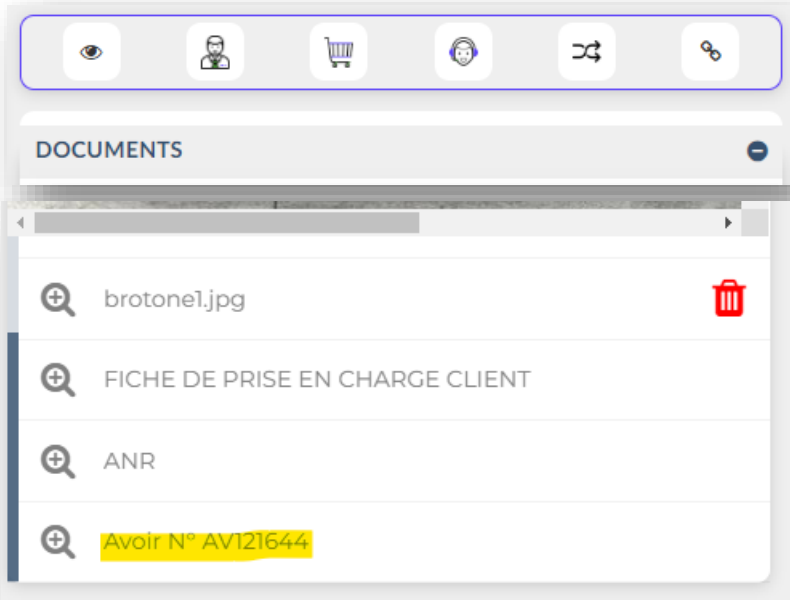 DOCUMENTS
brotone1.jpg
FICHE DE PRISE EN CHARGE CLIENT
ANR
Avoir N° AV121644